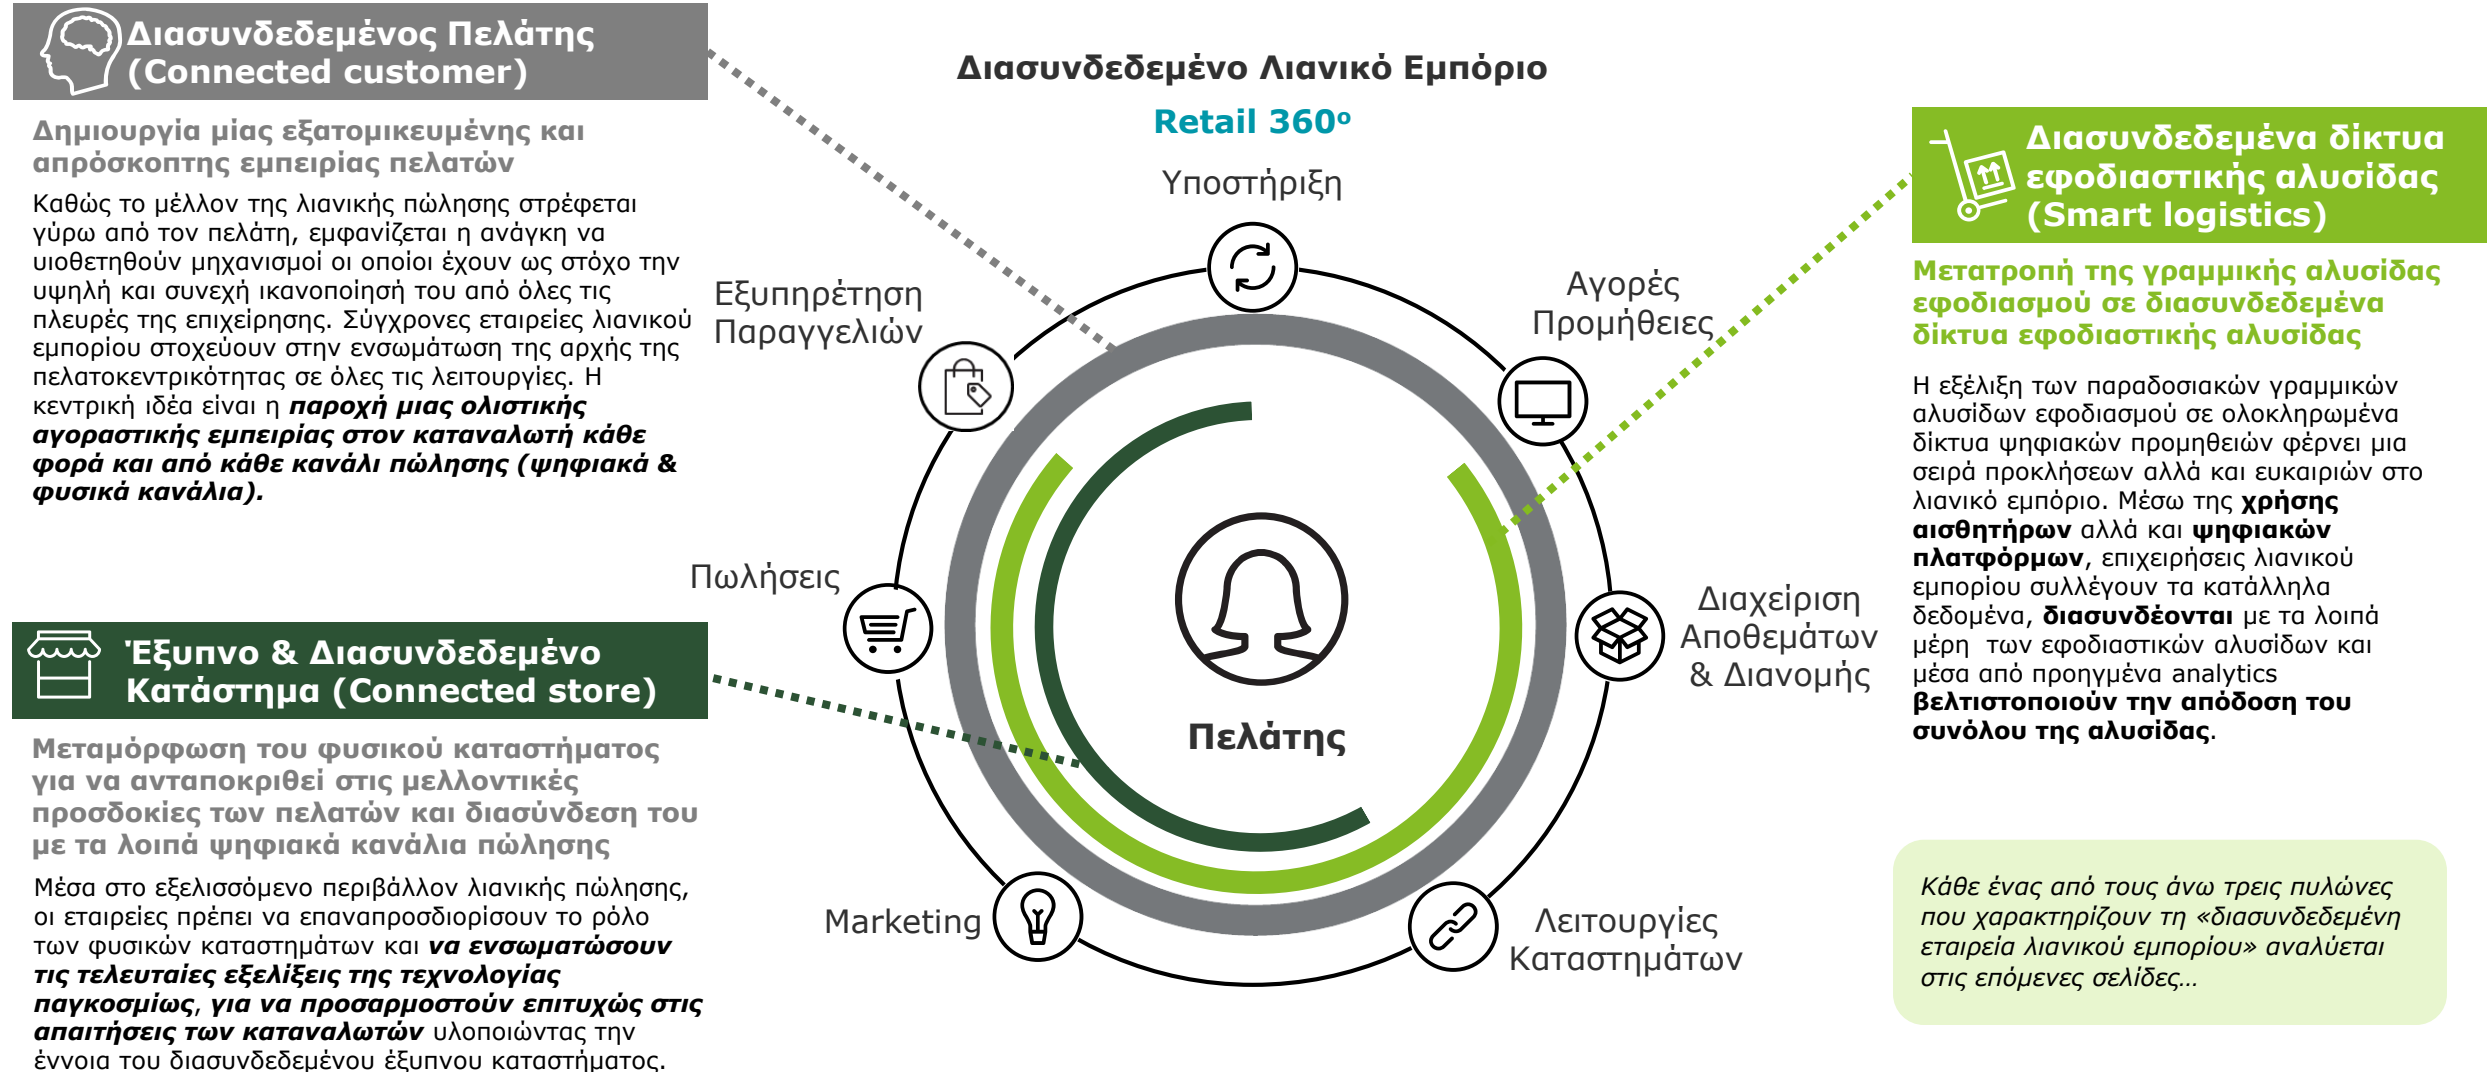 Διασυνδεδεμένος Πελάτης
(Connected customer)
Δημιουργία μίας εξατομικευμένης και
απρόσκοπτης εμπειρίας πελατών
Καθώς το μέλλον της λιανικής πώλησης στρέφεται
γύρω από τον πελάτη, εμφανίζεται η ανάγκη να
υιοθετηθούν μηχανισμοί οι οποίοι έχουν ως στόχο την
υψηλή και συνεχή ικανοποίησή του από όλες τις
πλευρές της επιχείρησης. Σύγχρονες εταιρείες λιανικού
εμπορίου στοχεύουν στην ενσωμάτωση της αρχής της
πελατοκεντρικότητας σε όλες τις λειτουργίες. Η
κεντρική ιδέα είναι η παροχή μιας ολιστικής
αγοραστικής εμπειρίας στον καταναλωτή κάθε
φορά και από κάθε κανάλι πώλησης (ψηφιακά &
φυσικά κανάλια).
Έξυπνο & Διασυνδεδεμένο
Κατάστημα (Connected store)
Μεταμόρφωση του φυσικού καταστήματος
για να ανταποκριθεί στις μελλοντικές
προσδοκίες των πελατών και διασύνδεση του
με τα λοιπά ψηφιακά κανάλια πώλησης
Μέσα στο εξελισσόμενο περιβάλλον λιανικής πώλησης,
οι εταιρείες πρέπει να επαναπροσδιορίσουν το ρόλο
των φυσικών καταστημάτων και να ενσωματώσουν
τις τελευταίες εξελίξεις της τεχνολογίας
παγκοσμίως, για να προσαρμοστούν επιτυχώς στις
απαιτήσεις των καταναλωτών υλοποιώντας την
έννοια του διασυνδεδεμένου έξυπνου καταστήματος.
Διασυνδεδεμένο Λιανικό Εμπόριο
Retail 360º
Υποστήριξη
Εξυπηρέτηση
Παραγγελιών
Αγορές
Προμήθειες
Πωλήσεις
Διαχείριση
Αποθεμάτων
& Διανομής
Πελάτης
Marketing
Λειτουργίες
Καταστημάτων
Διασυνδεδεμένα δίκτυα
εφοδιαστικής αλυσίδας
(Smart logistics)
Μετατροπή της γραμμικής αλυσίδας
εφοδιασμού σε διασυνδεδεμένα
δίκτυα εφοδιαστικής αλυσίδας
Η εξέλιξη των παραδοσιακών γραμμικών
αλυσίδων εφοδιασμού σε ολοκληρωμένα
δίκτυα ψηφιακών προμηθειών φέρνει μια
σειρά προκλήσεων αλλά και ευκαιριών στο
λιανικό εμπόριο. Μέσω της χρήσης
αισθητήρων αλλά και ψηφιακών
πλατφόρμων, επιχειρήσεις λιανικού
εμπορίου συλλέγουν τα κατάλληλα
δεδομένα, διασυνδέονται με τα λοιπά
μέρη των εφοδιαστικών αλυσίδων και
μέσα από προηγμένα analytics
βελτιστοποιούν την απόδοση του
συνόλου της αλυσίδας.
Κάθε ένας από τους άνω τρεις πυλώνες
που χαρακτηρίζουν τη «διασυνδεδεμένη
εταιρεία λιανικού εμπορίου» αναλύεται
στις επόμενες σελίδες…